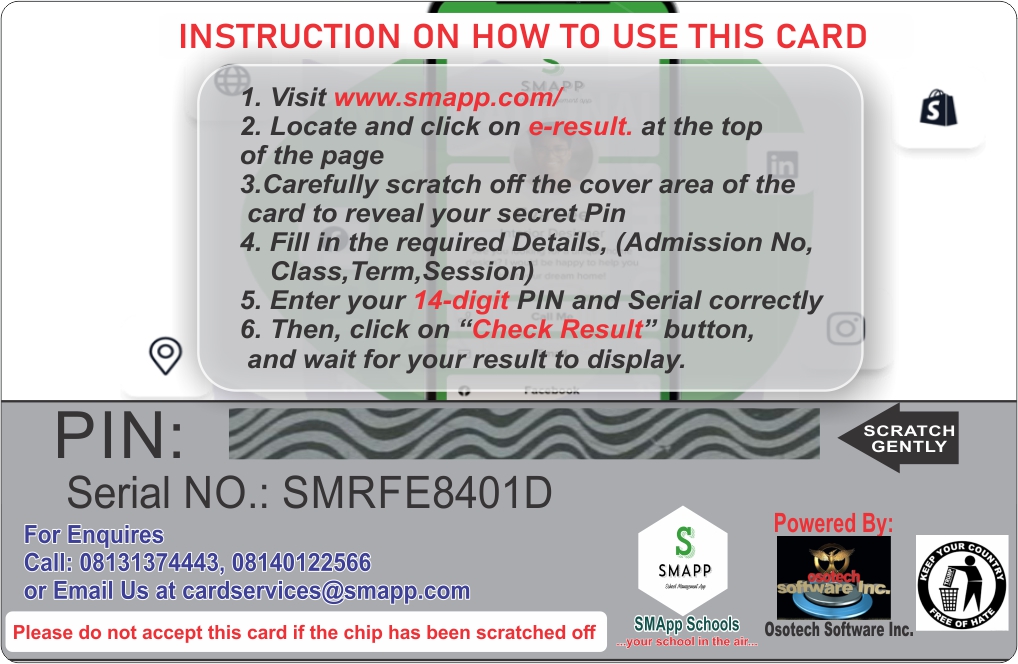 INSTRUCTION ON HOW TO USE THIS CARD
1. Visit www.smapp.com/
2. Locate and click on e-result. at the top
of the page
3.Carefully scratch off the cover area of the
card to reveal your secret Pin
4. Fill in the required Details, (Admission No,
Class,Term,Session)
5. Enter your 14-digit PIN and Serial correctly
6. Then, click on “Check Result” button,
and wait for your result to display.
Facebook
PIN:
SCRATCH
GENTLY
Serial NO.: SMRFE8401D
For Enquires
Call: 08131374443, 08140122566
or Email Us at cardservices@smapp.com
Please do not accept this card if the chip has been scratched off
S
SMAPP
School Management App
SMApp Schools
...your school in the air...
Powered By:
osotech
software Inc.
Osotech Software Inc.
KEEP YOUR COUNTRY
FREE OF HATE